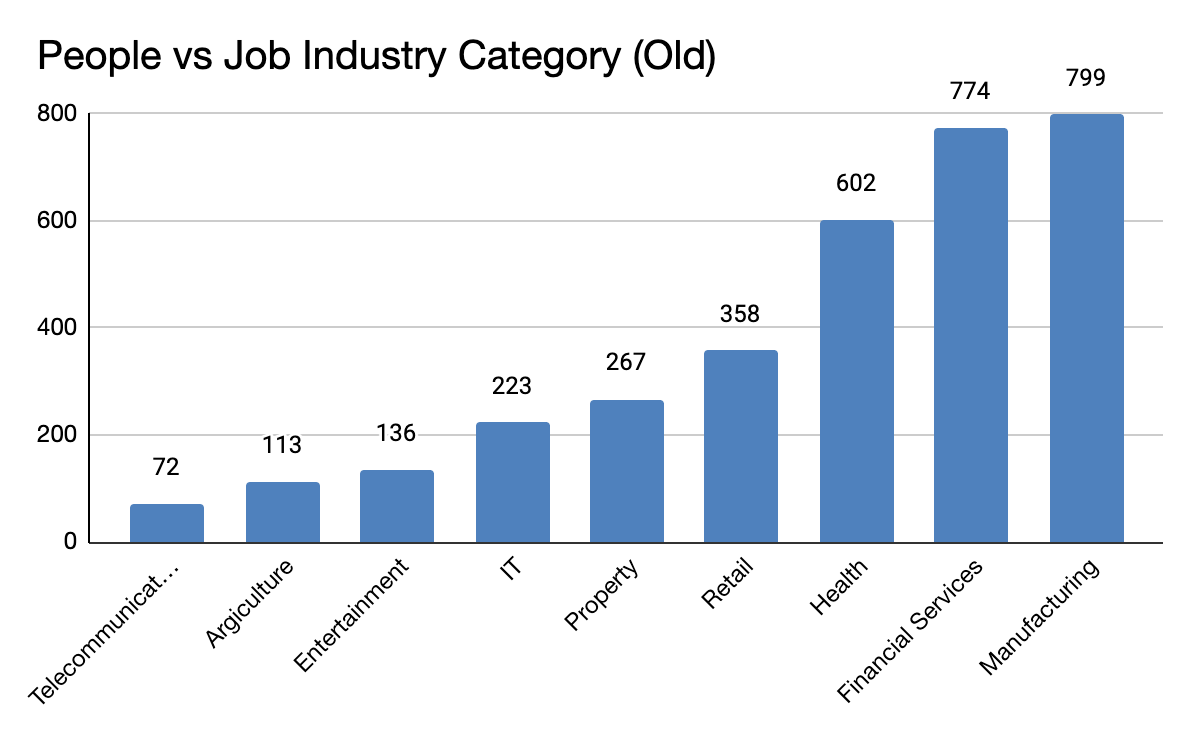 People vs Job Industry Category (Old)
800
600
400
200
0
72
113
136
223
267
358
602
774
799
Telecommunicat...
Argiculture
Entertainment
IT
Property
Retail
Health
Financial Services
Manufacturing